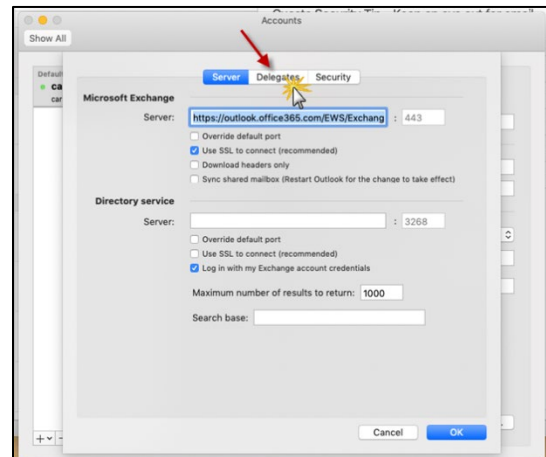 Accounts
Show All
Default
ca
car
Server Delegates Security
Microsoft Exchange
Server: https://outlook.office365.com/EWS/Exchang : 443
Override default port
Use SSL to connect (recommended)
Download headers only
Sync shared mailbox (Restart Outlook for the change to take effect)
Directory service
Server: : 3268
Override default port
Use SSL to connect (recommended)
Log in with my Exchange account credentials
Maximum number of results to return: 1000
Search base:
Cancel OK